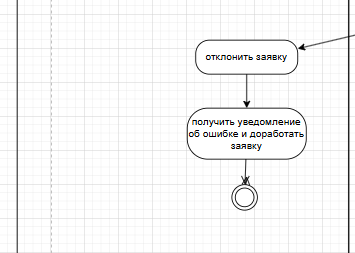 отклонить заявку
получить уведомление
об ошибке и доработать
заявку